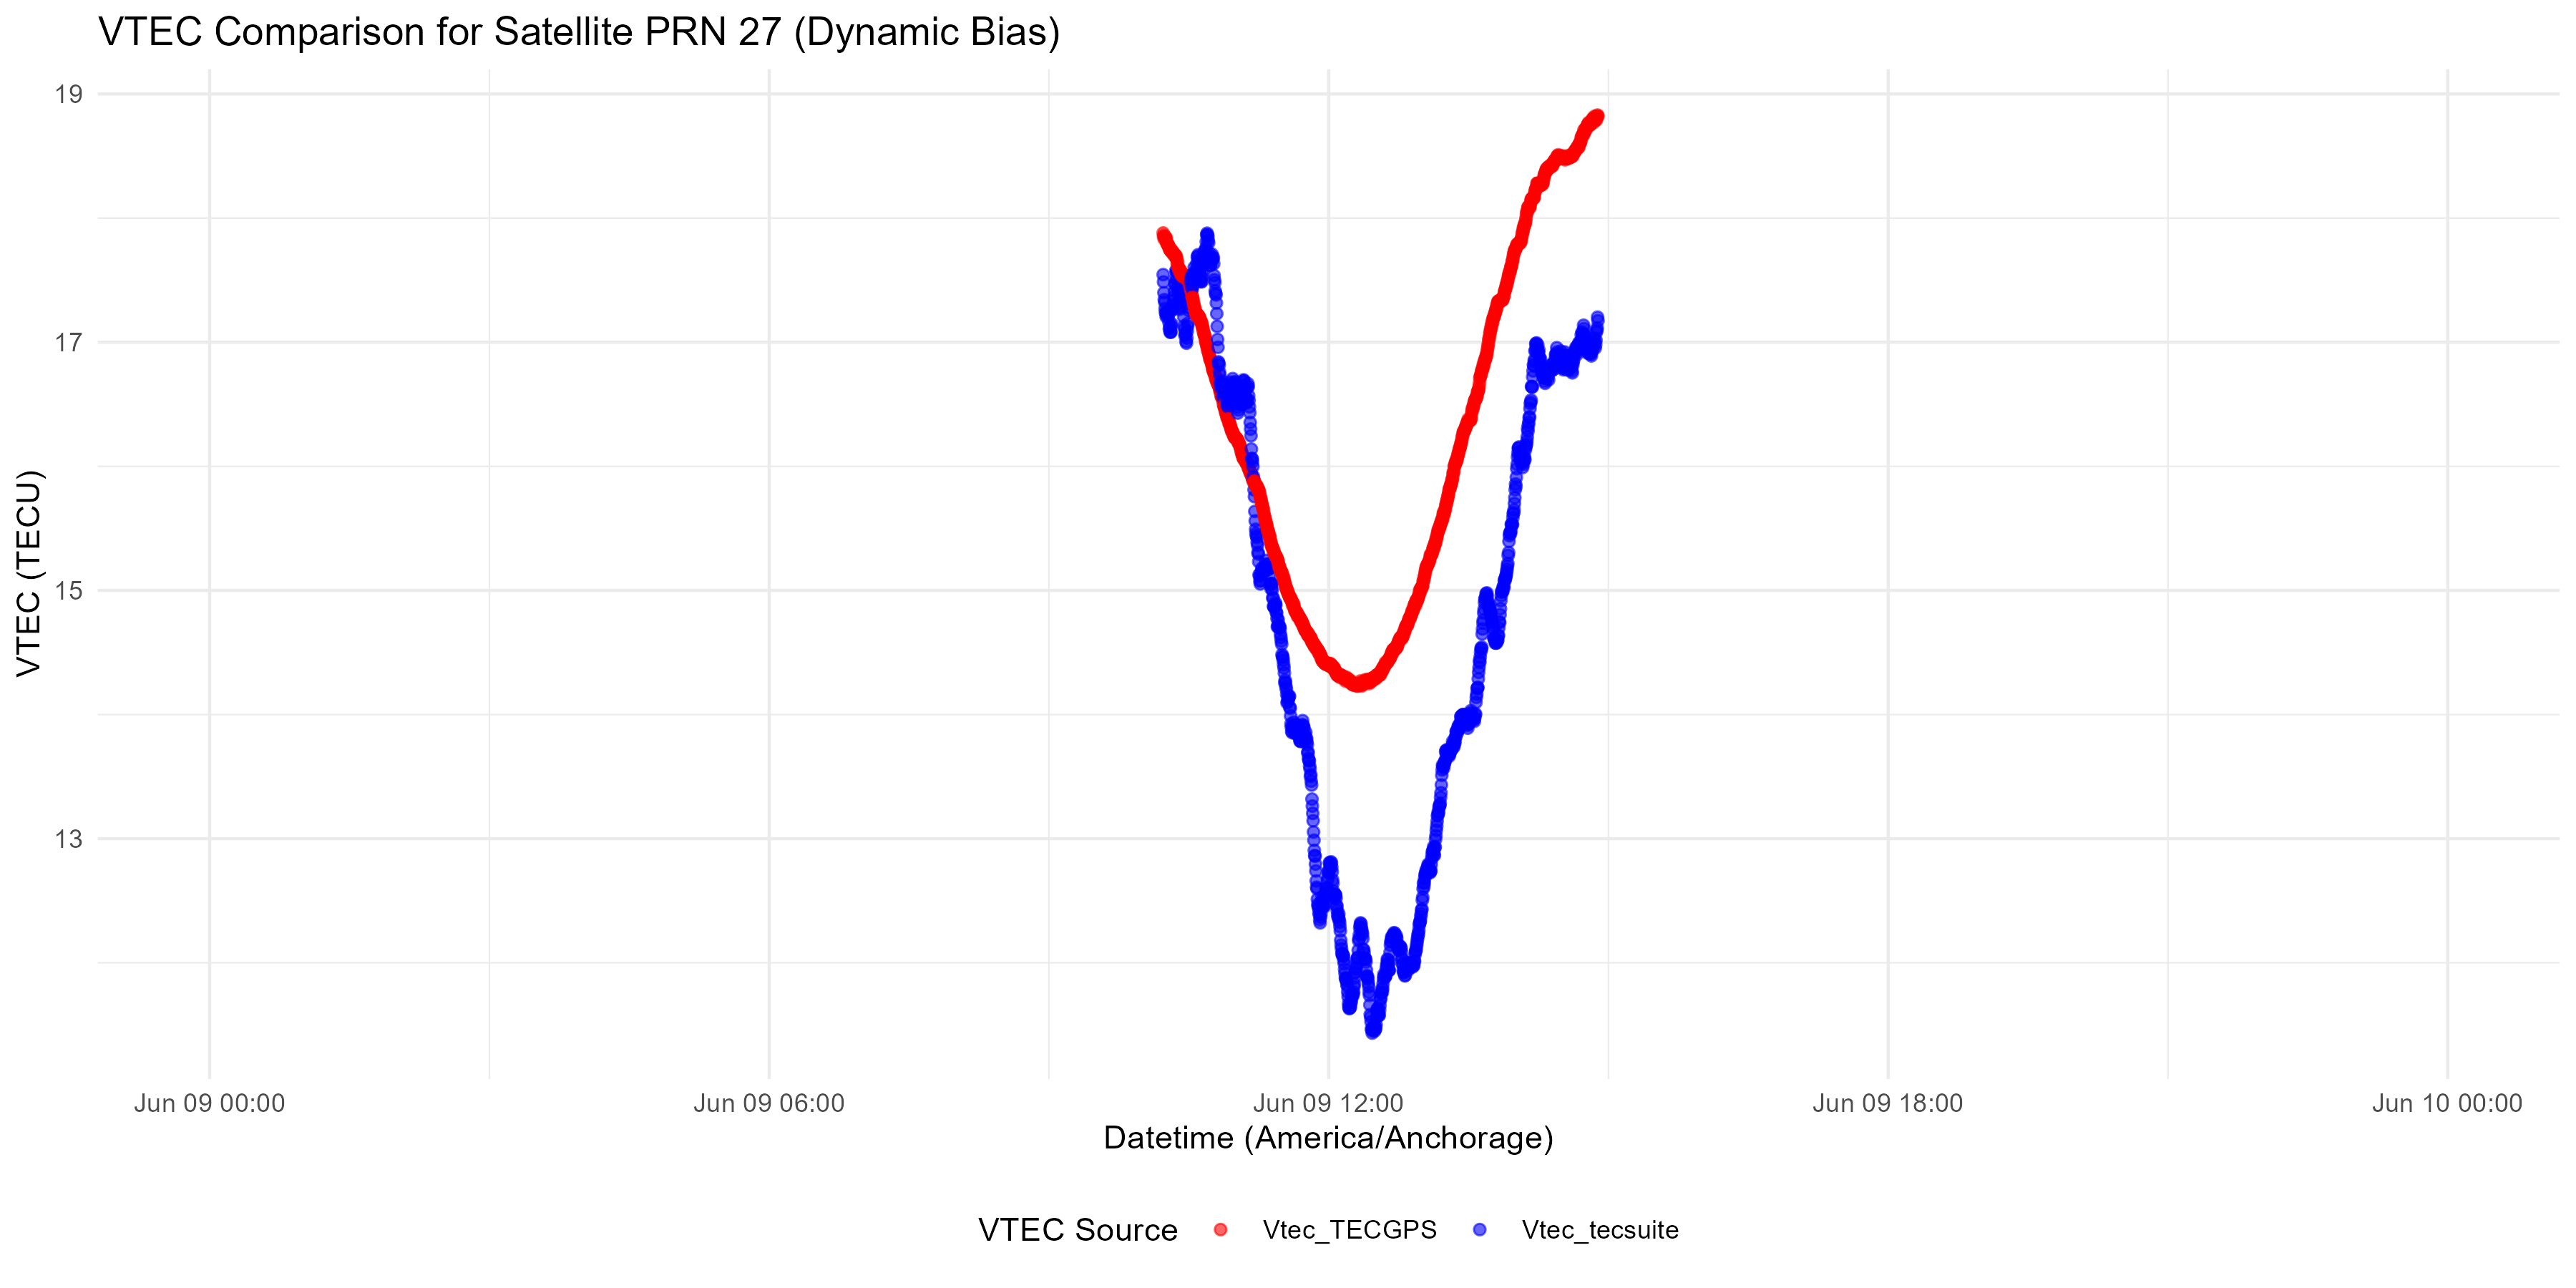 VTEC Comparison for Satellite PRN 27 (Dynamic Bias)
VTEC (TECU)
19
17
15
13
Jun 09 00:00 Jun 09 06:00 Jun 09 12:00 Jun 09 18:00 Jun 10 00:00
Datetime (America/Anchorage)
VTEC Source Vtec_TECGPS Vtec_tecsuite